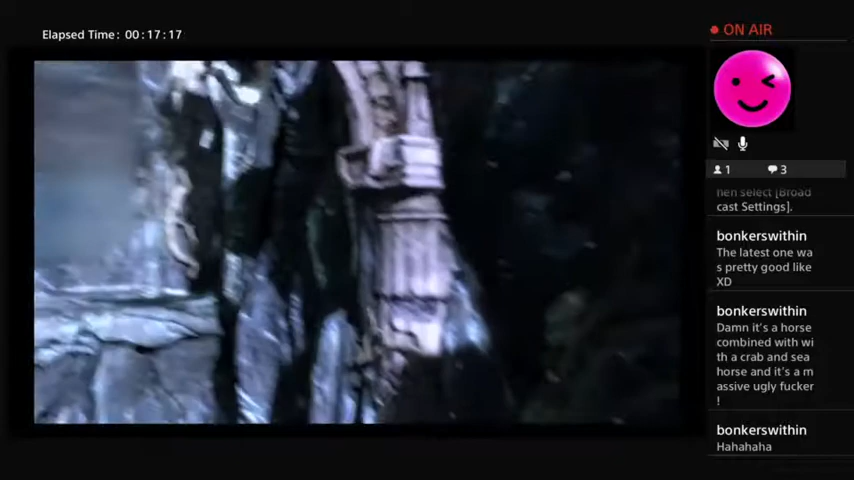 Elapsed Time: 00:17:17
ON AIR
1
3
hen select [Broad
cast Settings].
bonkerswithin
The latest one wa
s pretty good like
XD
bonkerswithin
Damn it's a horse
combined with wi
th a crab and sea
horse and it's a m
assive ugly fucker
!
bonkerswithin
Hahahaha